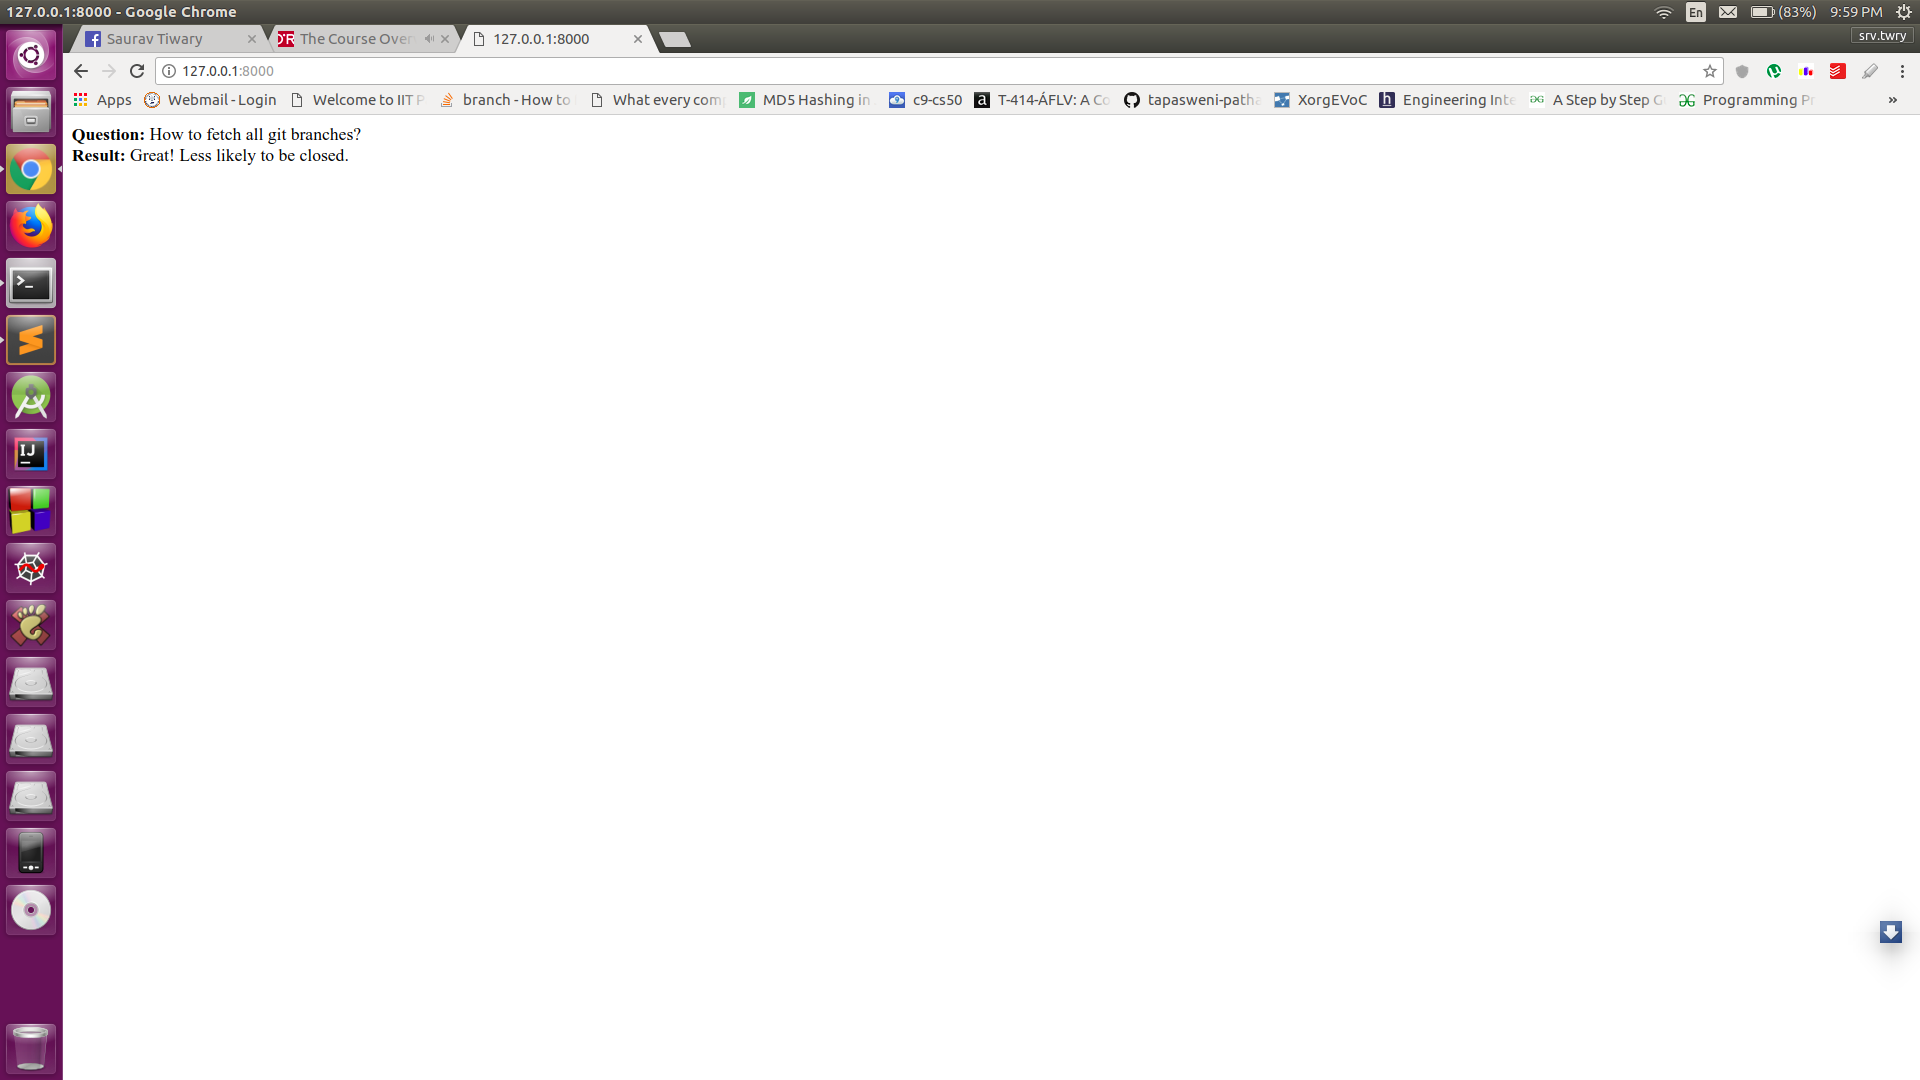 127.0.0.1:8000 - Google Chrome
En
(83%)
9:59 PM
Saurav Tiwary
The Course Over
127.0.0.1:8000
srv.twry
127.0.0.1:8000
Apps
Webmail - Login
Welcome to IIT P
branch - How to
What every com
MD5 Hashing in
c9-cs50
T-414-ÁFLV: A Co
tapasweni-patha
XorgEVoC
Engineering Inte
A Step by Step G
Programming Pr
»
Question: How to fetch all git branches?
Result: Great! Less likely to be closed.
IJ